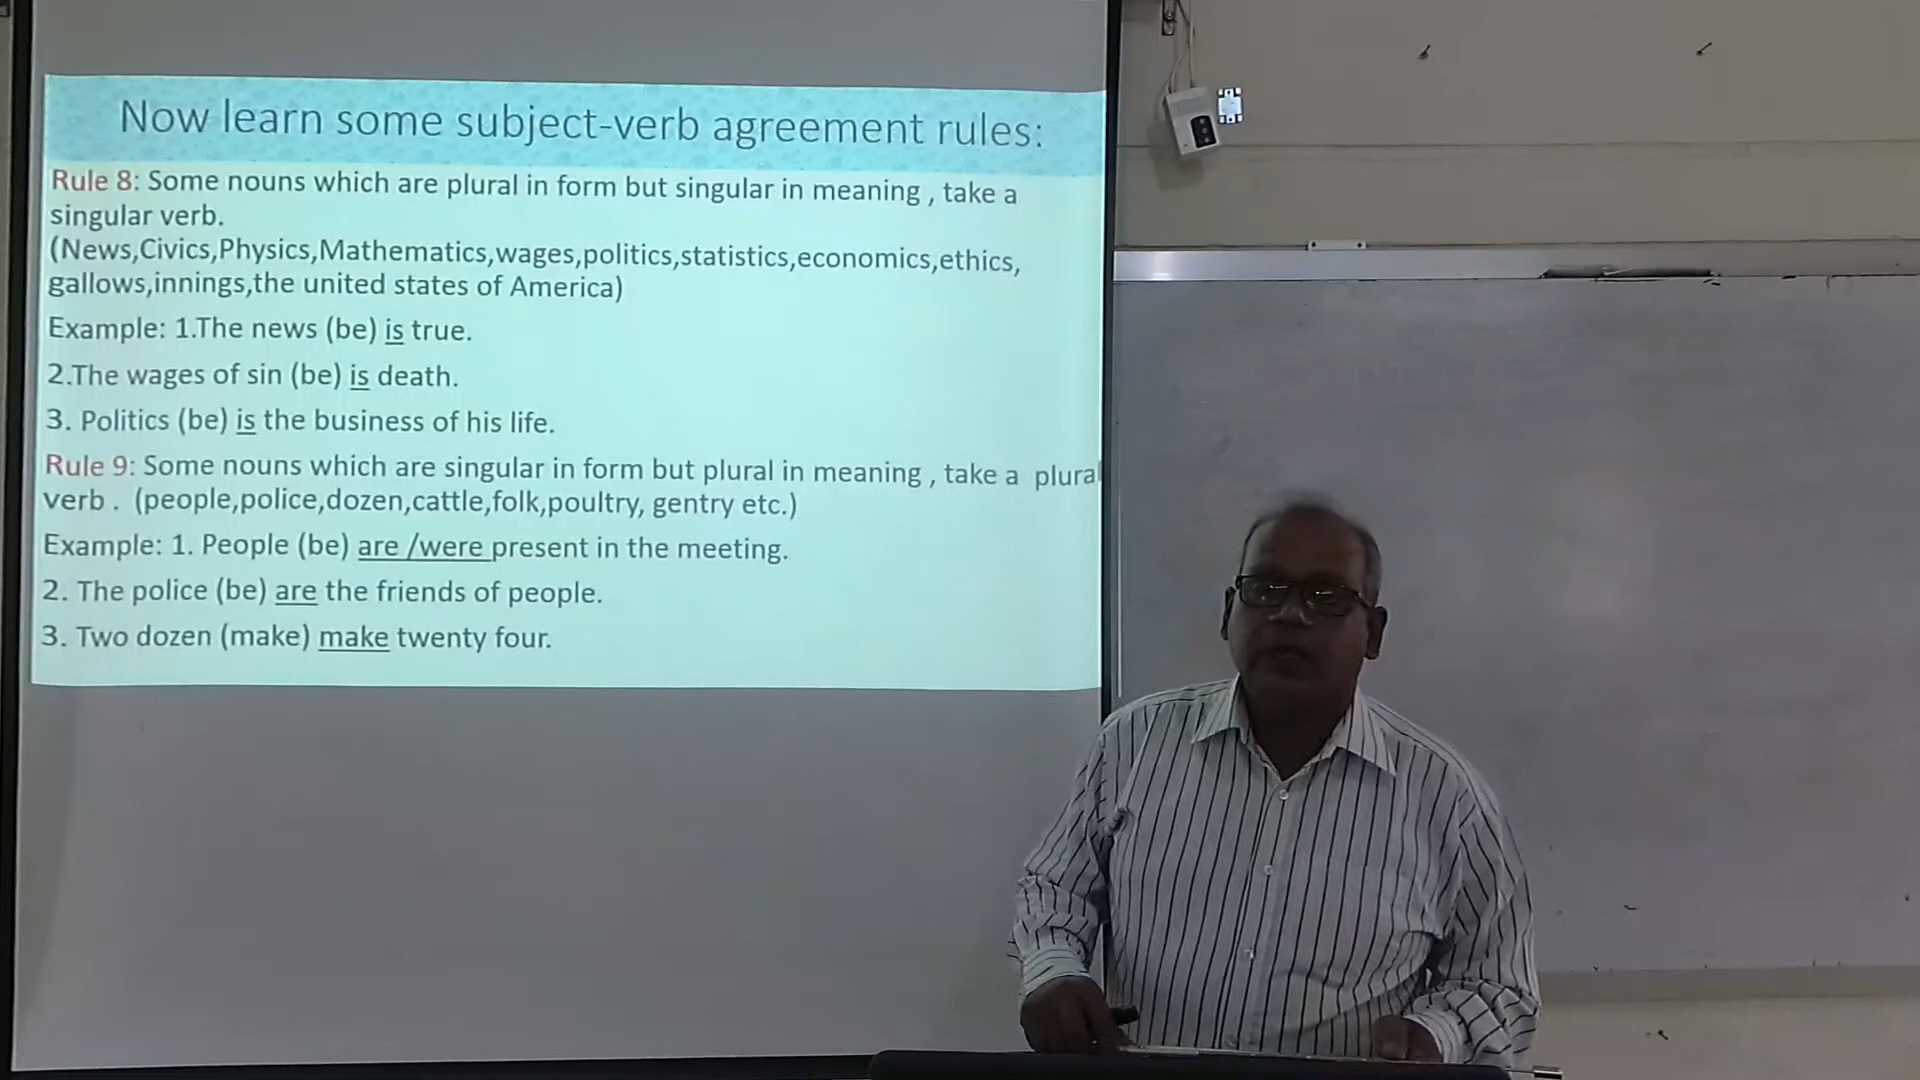 Now learn some subject-verb agreement rules:
Rule 8: Some nouns which are plural in form but singular in meaning , take a
singular verb.
(News,Civics,Physics,Mathematics,wages,politics,statistics,economics,ethics,
gallows,innings,the united states of America)
Example: 1.The news (be) is true.
2.The wages of sin (be) is death.
3. Politics (be) is the business of his life.
Rule 9: Some nouns which are singular in form but plural in meaning , take a plural
verb . (people,police,dozen,cattle,folk,poultry, gentry etc.)
Example: 1. People (be) are /were present in the meeting.
2. The police (be) are the friends of people.
3. Two dozen (make) make twenty four.